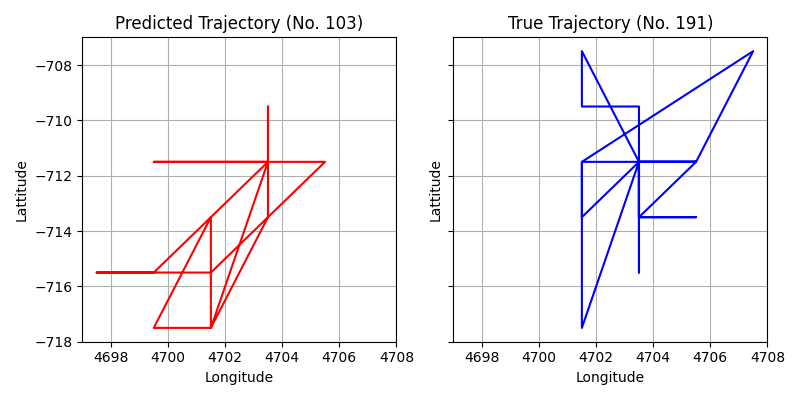 Predicted Trajectory (No. 103)
Lattitude
−708
−710
−712
−714
−716
−718
4698 4700 4702 4704 4706 4708
Longitude
True Trajectory (No. 191)
Lattitude
4698 4700 4702 4704 4706 4708
Longitude